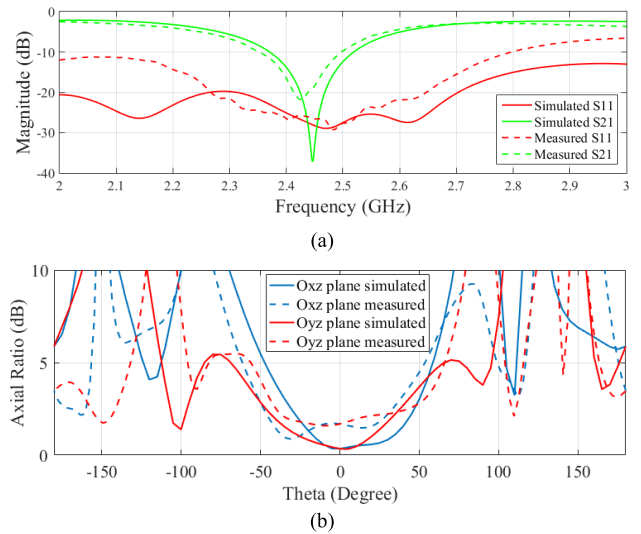 0
-10
-20
-30
-40
Magnitude (dB)
Simulated S11
Simulated S21
Measured S11
Measured S21
2 2.1 2.2 2.3 2.4 2.5 2.6 2.7 2.8 2.9 3
Frequency (GHz)
(a)
10
5
0
Axial Ratio (dB)
Oxz plane simulated
Oxz plane measured
Oyz plane simulated
Oyz plane measured
-150 -100 -50 0 50 100 150
Theta (Degree)
(b)